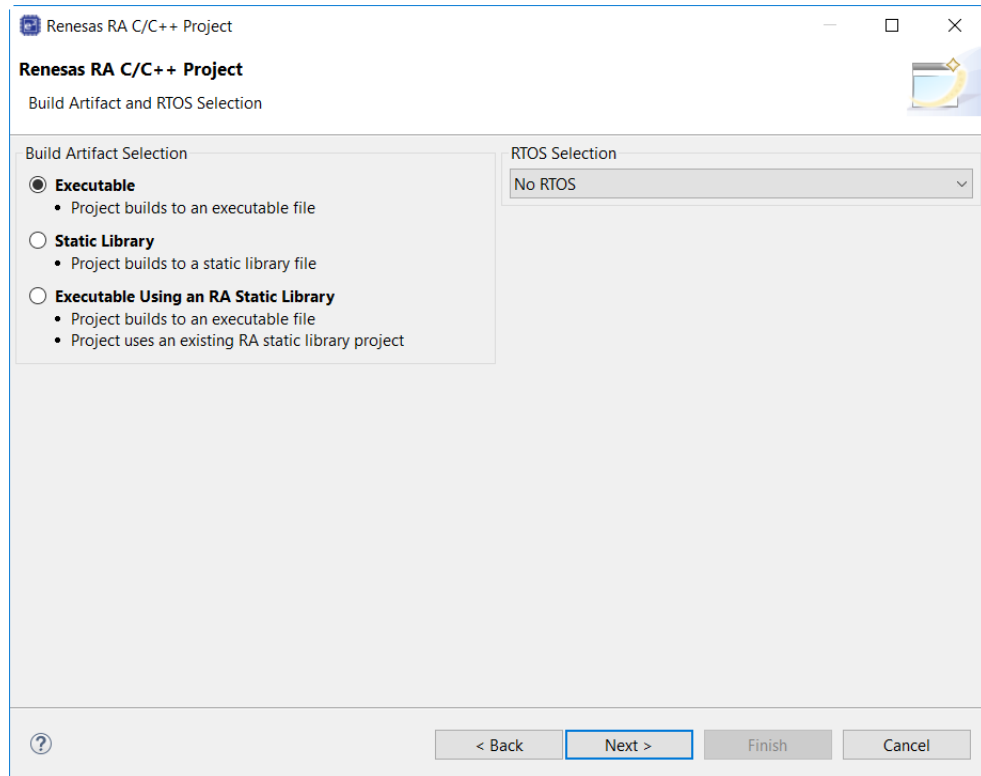 Renesas RA C/C++ Project
Renesas RA C/C++ Project
Build Artifact and RTOS Selection
Build Artifact Selection
Executable
• Project builds to an executable file
Static Library
• Project builds to a static library file
Executable Using an RA Static Library
• Project builds to an executable file
• Project uses an existing RA static library project
RTOS Selection
No RTOS
?
< Back
Next >
Finish
Cancel